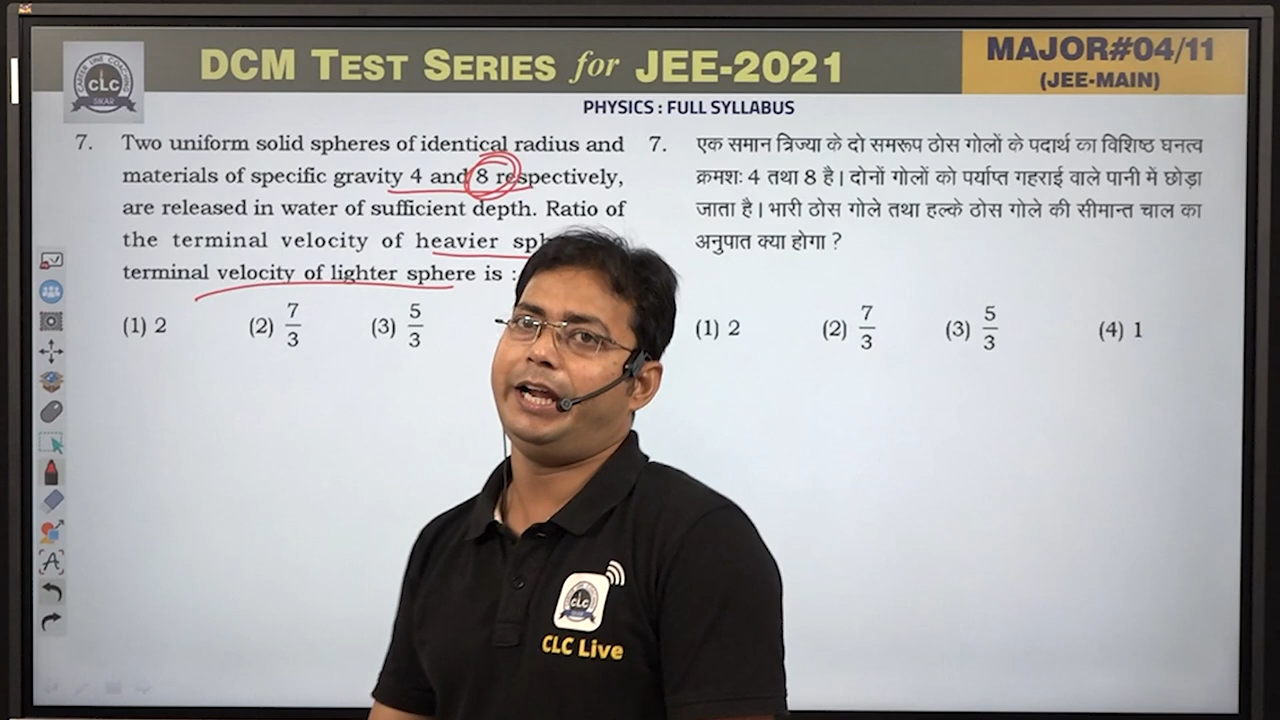 DCM TEST SERIES for JEE-2021
MAJOR#04/11
(JEE-MAIN)
CLC
SIKAR
PHYSICS : FULL SYLLABUS
7. Two uniform solid spheres of identical radius and
materials of specific gravity 4 and 8 respectively,
are released in water of sufficient depth. Ratio of
the terminal velocity of heavier
terminal velocity of lighter sphere is :
(1) 2 (2) 7/3 (3) 5/3
7. एक समान त्रिज्या के दो समरूप ठोस गोलों के पदार्थ का विशिष्ठ घनत्व
क्रमशः 4 तथा 8 है। दोनों गोलों को पर्याप्त गहराई वाले पानी में छोड़ा
जाता है। भारी ठोस गोले तथा हल्के ठोस गोले की सीमान्त चाल का
अनुपात क्या होगा ?
(1) 2 (2) 7/3 (3) 5/3 (4) 1
CLC
CLC Live